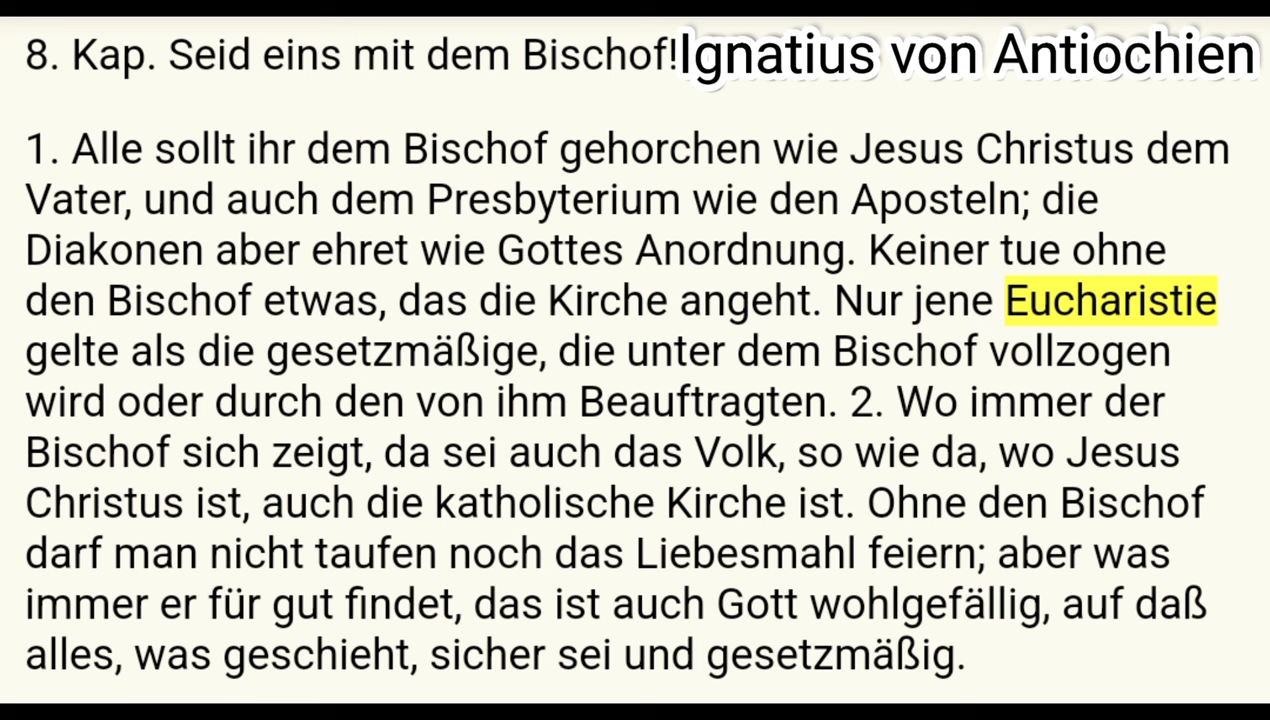 8. Kap. Seid eins mit dem Bischof! Ignatius von Antiochien
1. Alle sollt ihr dem Bischof gehorchen wie Jesus Christus dem
Vater, und auch dem Presbyterium wie den Aposteln; die
Diakonen aber ehret wie Gottes Anordnung. Keiner tue ohne
den Bischof etwas, das die Kirche angeht. Nur jene Eucharistie
gelte als die gesetzmäßige, die unter dem Bischof vollzogen
wird oder durch den von ihm Beauftragten. 2. Wo immer der
Bischof sich zeigt, da sei auch das Volk, so wie da, wo Jesus
Christus ist, auch die katholische Kirche ist. Ohne den Bischof
darf man nicht taufen noch das Liebesmahl feiern; aber was
immer er für gut findet, das ist auch Gott wohlgefällig, auf daß
alles, was geschieht, sicher sei und gesetzmäßig.